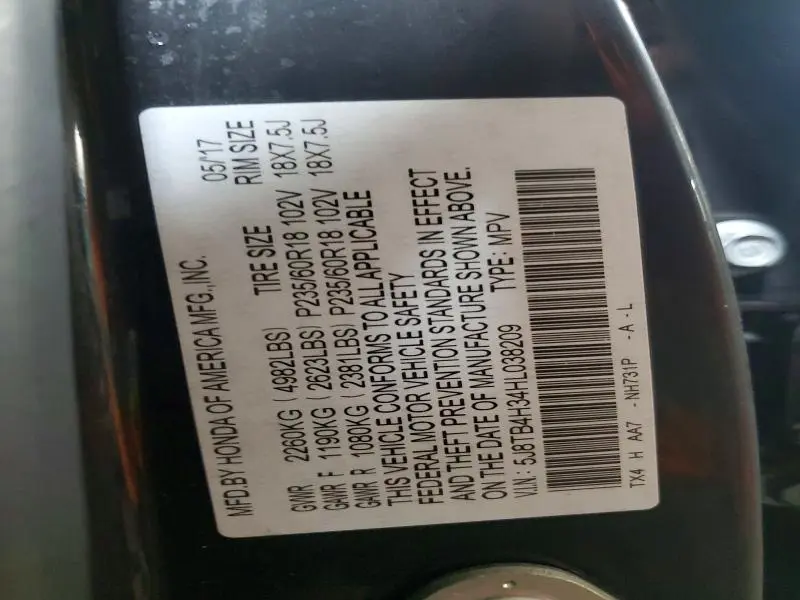 MFD.BY HONDA OF AMERICA MFG.,INC. 05/17
TIRE SIZE RIM SIZE
GVWR 2260KG (4982LBS)
GAWR F 1190KG (2623LBS) P235/60R18 102V 18X7.5J
GAWR R 1080KG (2381LBS) P235/60R18 102V 18X7.5J
THIS VEHICLE CONFORMS TO ALL APPLICABLE
FEDERAL MOTOR VEHICLE SAFETY
AND THEFT PREVENTION STANDARDS IN EFFECT
ON THE DATE OF MANUFACTURE SHOWN ABOVE.
V.I.N.: 5J8TB4H34HL038209 TYPE: MPV
TX4 H AA7 - NH731P - A - L